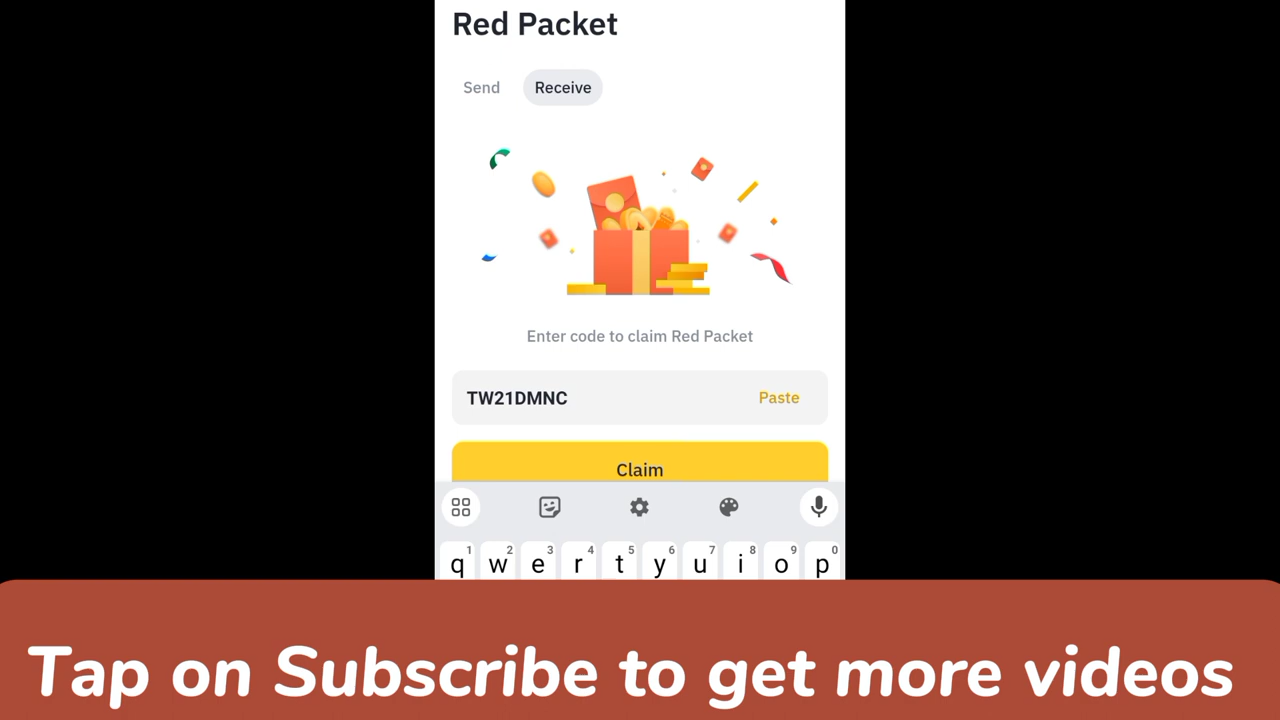 Red Packet
Send Receive
Enter code to claim Red Packet
TW21DMNC Paste
Claim
1 2 3 4 5 6 7 8 9 0
q w e r t y u i o p
Tap on Subscribe to get more videos